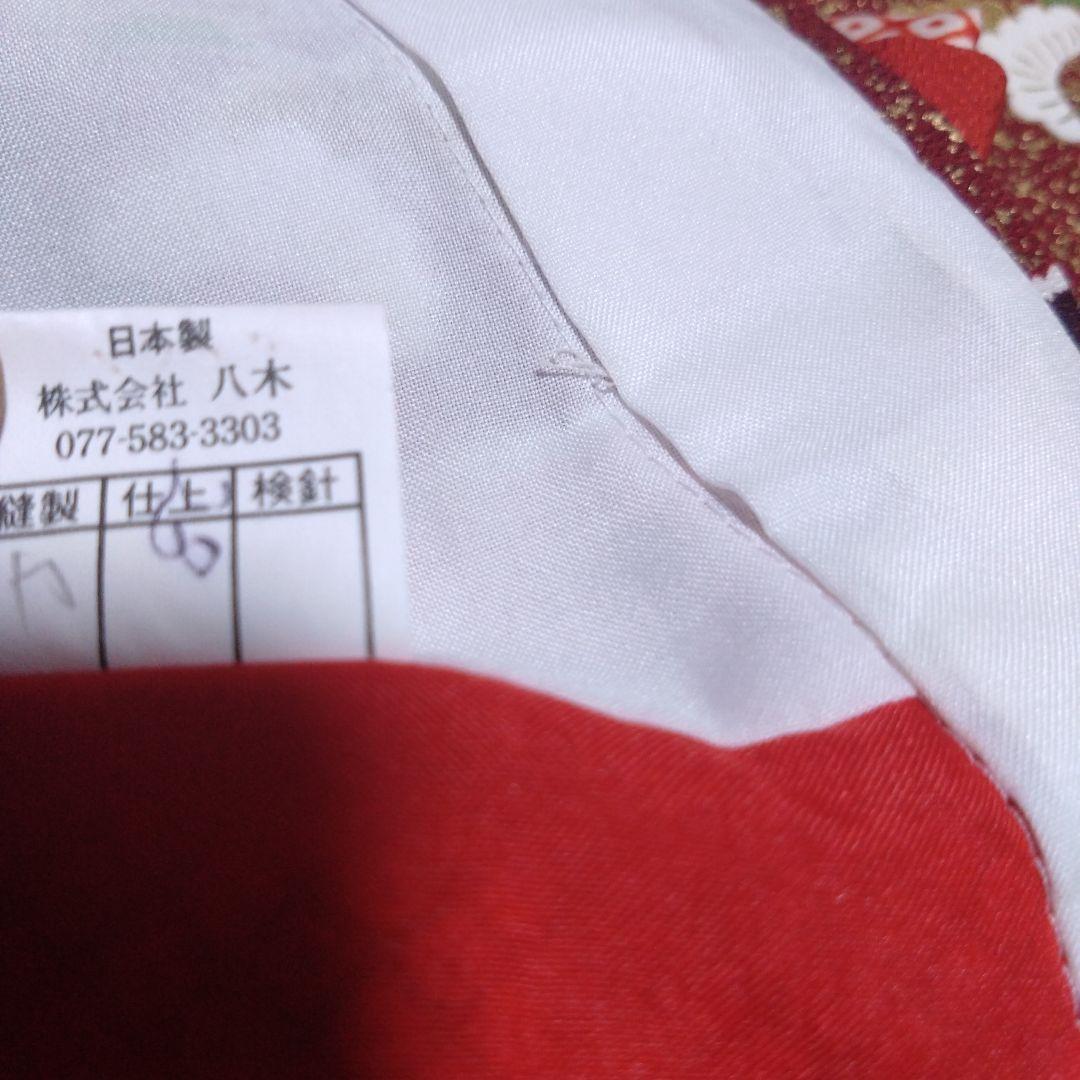 日本製
株式会社 八木
077-583-3303
縫製 仕上 検針